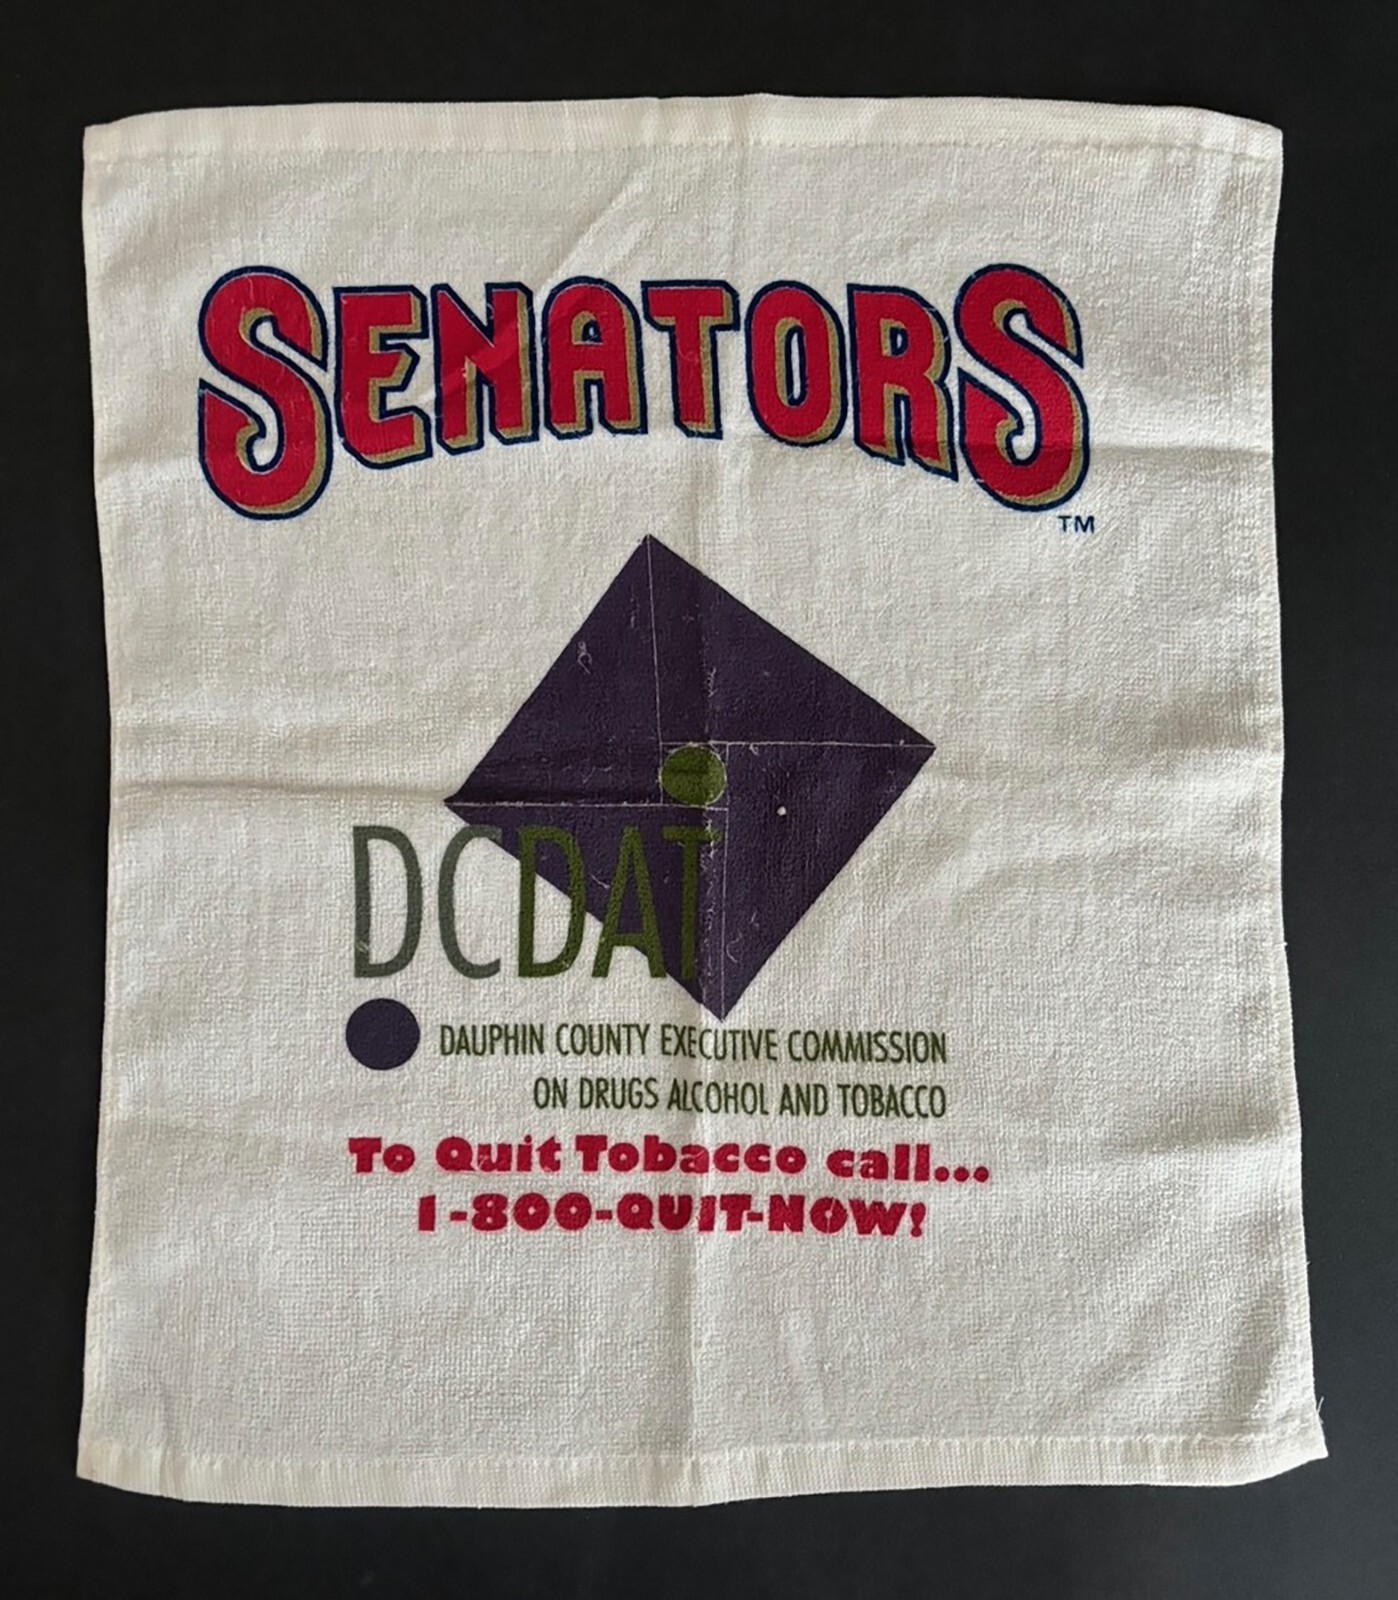 SENATORS
TM
DCDAT
DAUPHIN COUNTY EXECUTIVE COMMISSION
ON DRUGS ALCOHOL AND TOBACCO
To Quit Tobacco call...
1-800-QUIT-NOW!